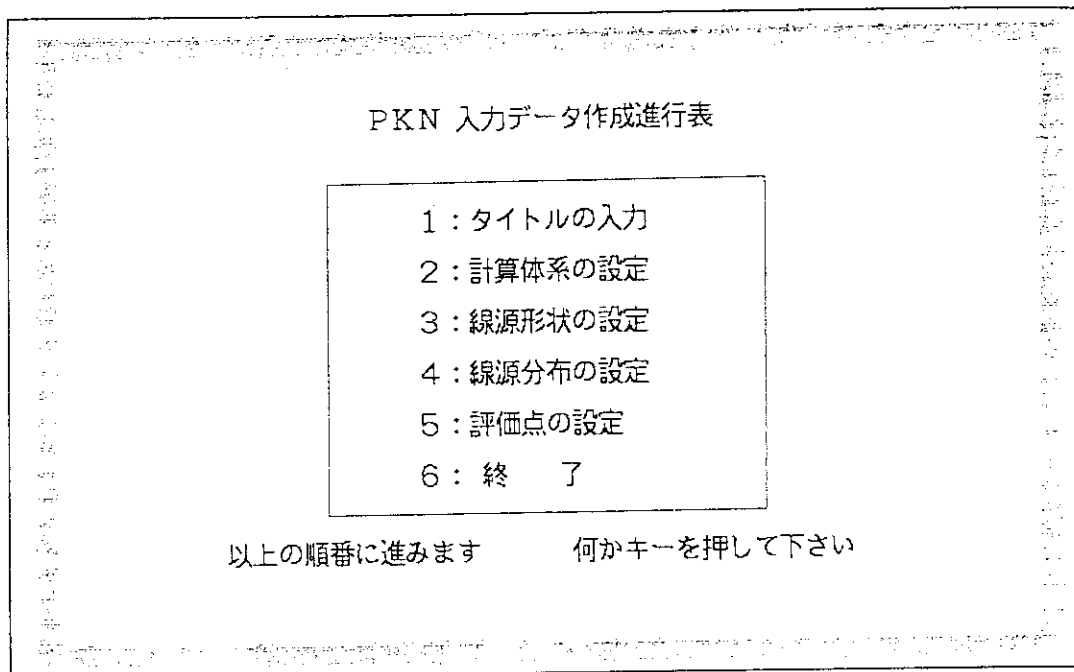 PKN 入力データ作成進行表
1：タイトルの入力
2：計算体系の設定
3：線源形状の設定
4：線源分布の設定
5：評価点の設定
6： 終　了
以上の順番に進みます　　何かキーを押して下さい